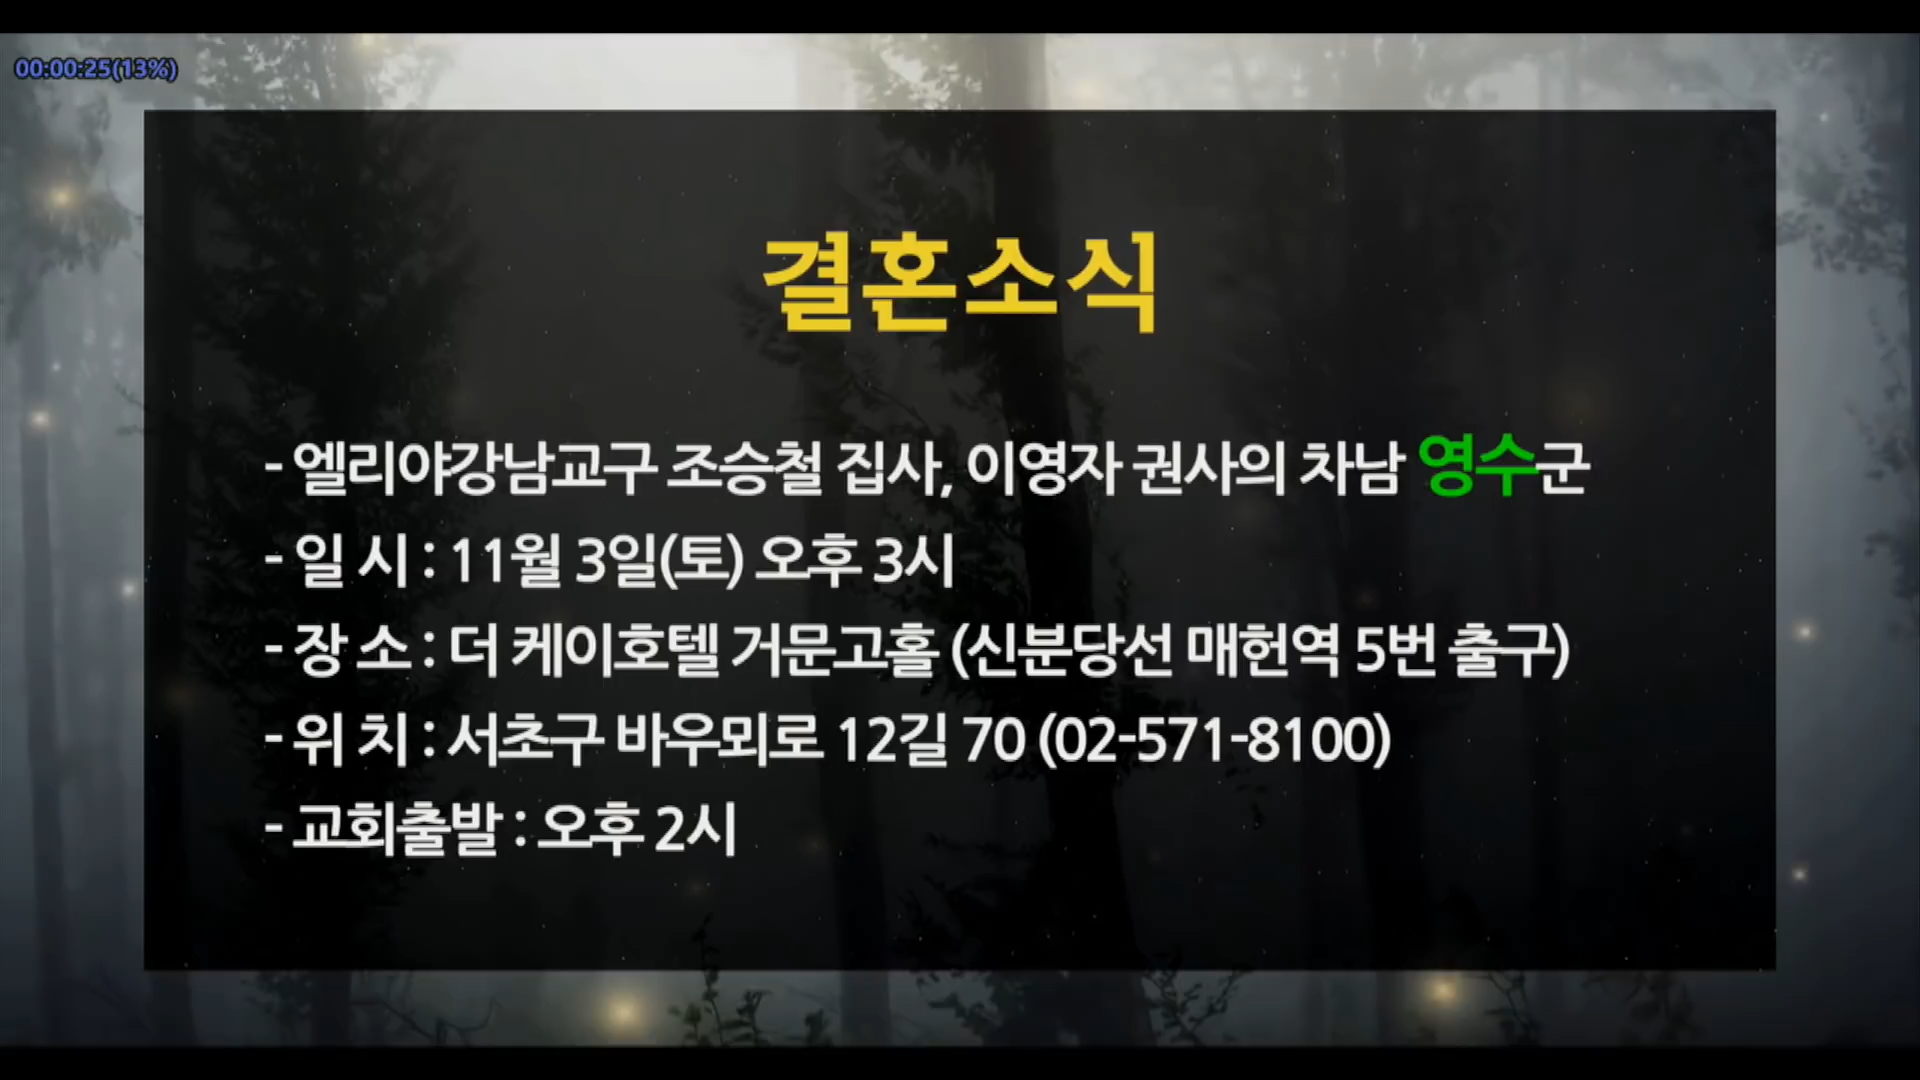 00:00:25(13%)
결혼소식
- 엘리야강남교구 조승철 집사, 이영자 권사의 차남 영수군
- 일 시 : 11월 3일(토) 오후 3시
- 장 소 : 더 케이호텔 거문고홀 (신분당선 매헌역 5번 출구)
- 위 치 : 서초구 바우뫼로 12길 70 (02-571-8100)
- 교회출발 : 오후 2시